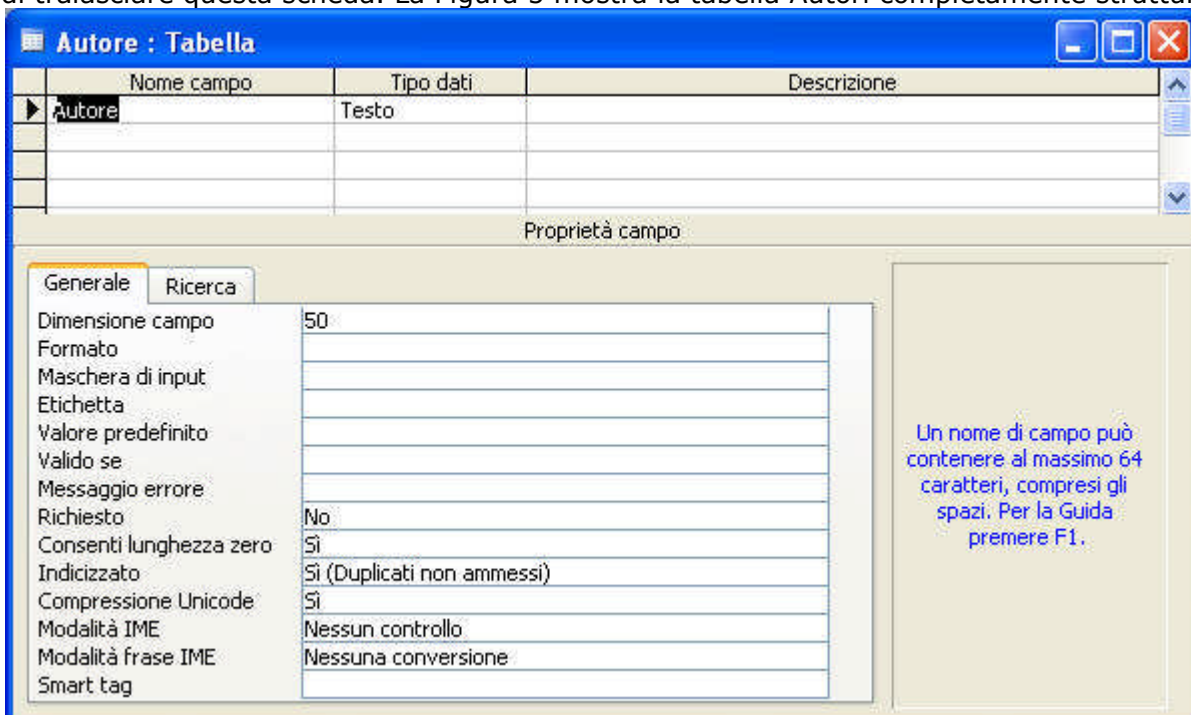 di tralasciare questa scheda. La Figura 3 mostra la tabella Autori completamente struttu
Autore : Tabella
Nome campo Tipo dati Descrizione
Autore Testo
Proprietà campo
Generale Ricerca
Dimensione campo 50
Formato
Maschera di input
Etichetta
Valore predefinito
Valido se
Messaggio errore
Richiesto No
Consenti lunghezza zero Sì
Indicizzato Sì (Duplicati non ammessi)
Compressione Unicode Sì
Modalità IME Nessun controllo
Modalità frase IME Nessuna conversione
Smart tag
Un nome di campo può
contenere al massimo 64
caratteri, compresi gli
spazi. Per la Guida
premere F1.